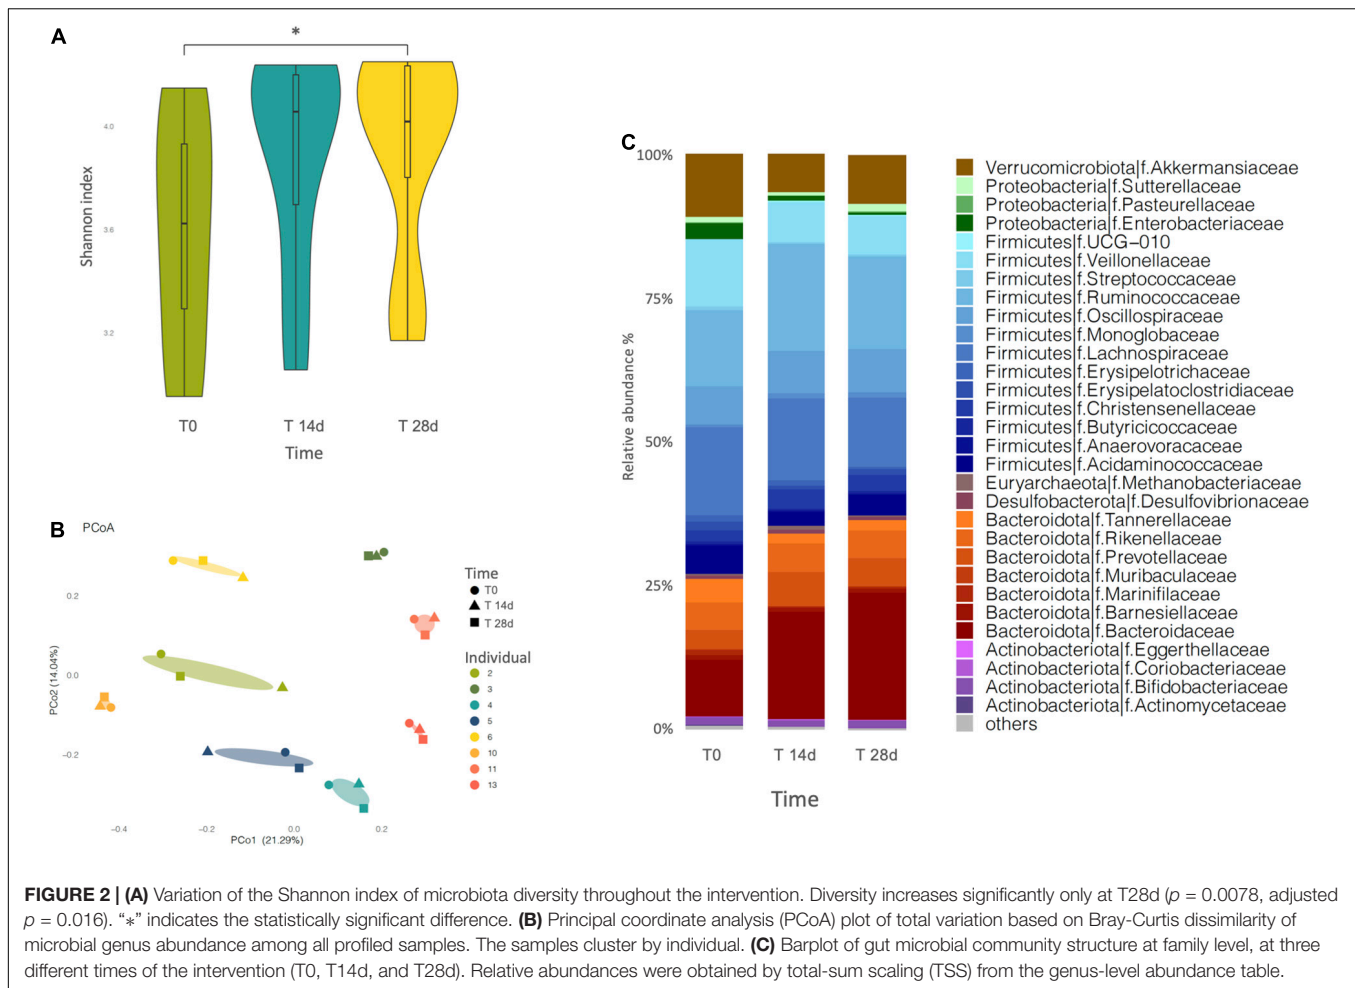 A
*
Shannon index
4.0
3.6
3.2
T0
T 14d
T 28d
Time
B
PCoA
PCo2 (14.04%)
0.2
0.0
−0.2
−0.4
−0.2
0.0
0.2
PCo1 (21.29%)
Time
T0
T 14d
T 28d
Individual
2
3
4
5
6
10
11
13
C
Relative abundance %
100%
75%
50%
25%
0%
T0
T 14d
T 28d
Time
Verrucomicrobiota|f.Akkermansiaceae
Proteobacteria|f.Sutterellaceae
Proteobacteria|f.Pasteurellaceae
Proteobacteria|f.Enterobacteriaceae
Firmicutes|f.UCG−010
Firmicutes|f.Veillonellaceae
Firmicutes|f.Streptococcaceae
Firmicutes|f.Ruminococcaceae
Firmicutes|f.Oscillospiraceae
Firmicutes|f.Monoglobaceae
Firmicutes|f.Lachnospiraceae
Firmicutes|f.Erysipelotrichaceae
Firmicutes|f.Erysipelatoclostridiaceae
Firmicutes|f.Christensenellaceae
Firmicutes|f.Butyricicoccaceae
Firmicutes|f.Anaerovoracaceae
Firmicutes|f.Acidaminococcaceae
Euryarchaeota|f.Methanobacteriaceae
Desulfobacterota|f.Desulfovibrionaceae
Bacteroidota|f.Tannerellaceae
Bacteroidota|f.Rikenellaceae
Bacteroidota|f.Prevotellaceae
Bacteroidota|f.Muribaculaceae
Bacteroidota|f.Marinifilaceae
Bacteroidota|f.Barnesiellaceae
Bacteroidota|f.Bacteroidaceae
Actinobacteriota|f.Eggerthellaceae
Actinobacteriota|f.Coriobacteriaceae
Actinobacteriota|f.Bifidobacteriaceae
Actinobacteriota|f.Actinomycetaceae
others
FIGURE 2 | (A) Variation of the Shannon index of microbiota diversity throughout the intervention. Diversity increases significantly only at T28d (p = 0.0078, adjusted
p = 0.016). “*” indicates the statistically significant difference. (B) Principal coordinate analysis (PCoA) plot of total variation based on Bray-Curtis dissimilarity of
microbial genus abundance among all profiled samples. The samples cluster by individual. (C) Barplot of gut microbial community structure at family level, at three
different times of the intervention (T0, T14d, and T28d). Relative abundances were obtained by total-sum scaling (TSS) from the genus-level abundance table.